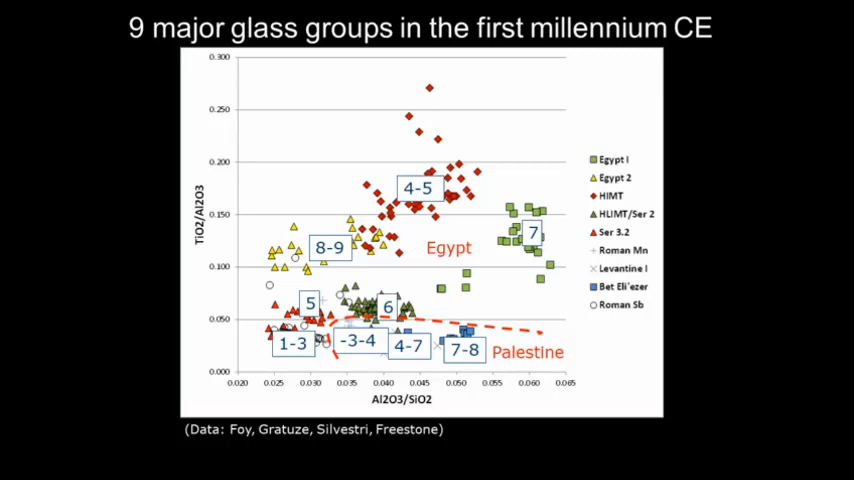 9 major glass groups in the first millennium CE
0.300
0.250
0.200
0.150
0.100
0.050
0.000
TiO2/Al2O3
0.020 0.025 0.030 0.035 0.040 0.045 0.050 0.055 0.060 0.065
Al2O3/SiO2
4-5
7
8-9
Egypt
5
6
1-3
-3-4
4-7
7-8
Palestine
Egypt I
Egypt 2
HIMT
HLIMT/Ser 2
Ser 3.2
Roman Mn
Levantine I
Bet Eli'ezer
Roman Sb
(Data: Foy, Gratuze, Silvestri, Freestone)